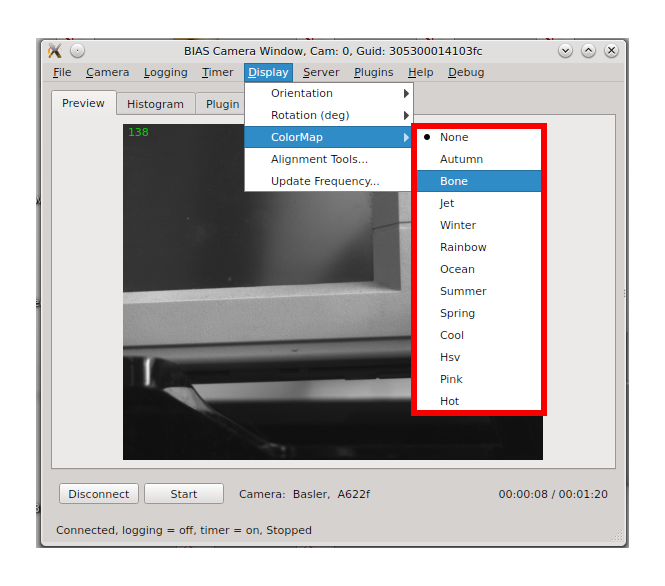 BIAS Camera Window, Cam: 0, Guid: 305300014103fc
File Camera Logging Timer Display Server Plugins Help Debug
Preview Histogram Plugin
Orientation
Rotation (deg)
ColorMap
Alignment Tools...
Update Frequency...
138
None
Autumn
Bone
Jet
Winter
Rainbow
Ocean
Summer
Spring
Cool
Hsv
Pink
Hot
Disconnect Start Camera: Basler, A622f 00:00:08 / 00:01:20
Connected, logging = off, timer = on, Stopped